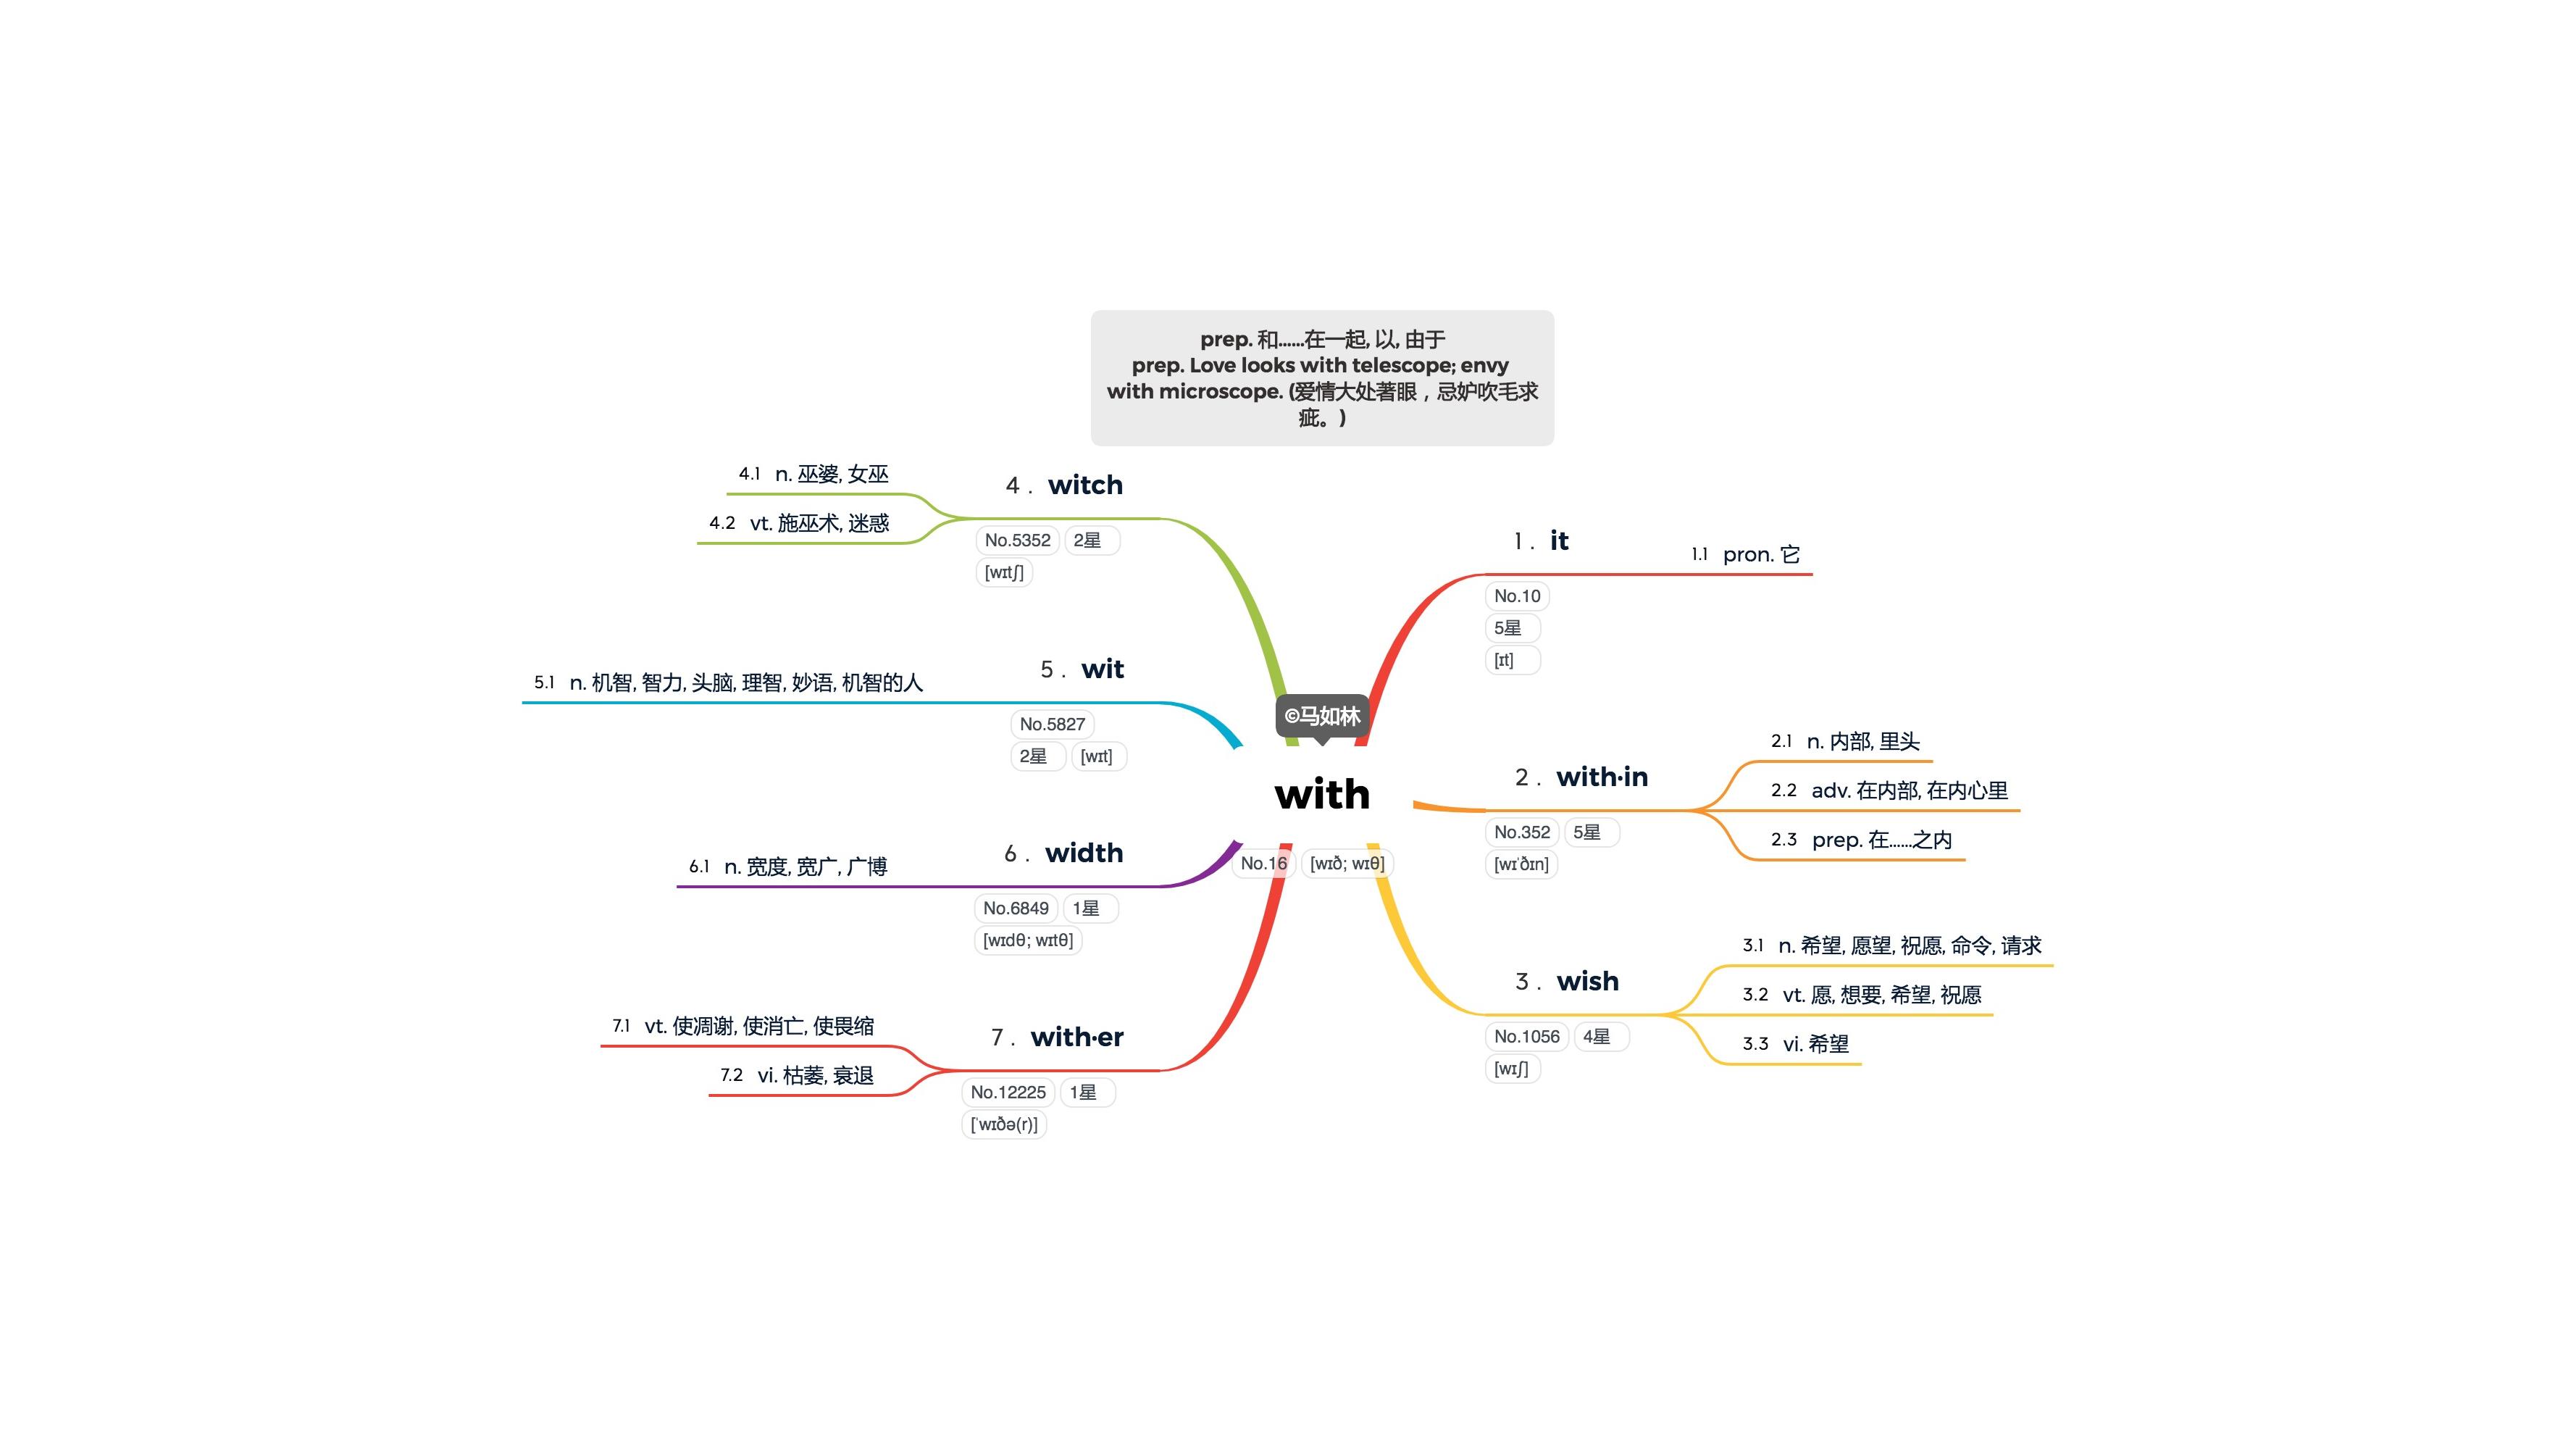 prep. 和……在一起, 以, 由于
prep. Love looks with telescope; envy
with microscope. (爱情大处著眼，忌妒吹毛求
疵。)
©马如林
with
No.16 [wɪð; wɪθ]
1. it
No.10
5星
[ɪt]
1.1 pron. 它
2. with·in
No.352 5星
[wɪˈðɪn]
2.1 n. 内部, 里头
2.2 adv. 在内部, 在内心里
2.3 prep. 在……之内
3. wish
No.1056 4星
[wɪʃ]
3.1 n. 希望, 愿望, 祝愿, 命令, 请求
3.2 vt. 愿, 想要, 希望, 祝愿
3.3 vi. 希望
4. witch
No.5352 2星
[wɪtʃ]
4.1 n. 巫婆, 女巫
4.2 vt. 施巫术, 迷惑
5. wit
No.5827
2星 [wɪt]
5.1 n. 机智, 智力, 头脑, 理智, 妙语, 机智的人
6. width
No.6849 1星
[wɪdθ; wɪtθ]
6.1 n. 宽度, 宽广, 广博
7. with·er
No.12225 1星
[ˈwɪðə(r)]
7.1 vt. 使凋谢, 使消亡, 使畏缩
7.2 vi. 枯萎, 衰退